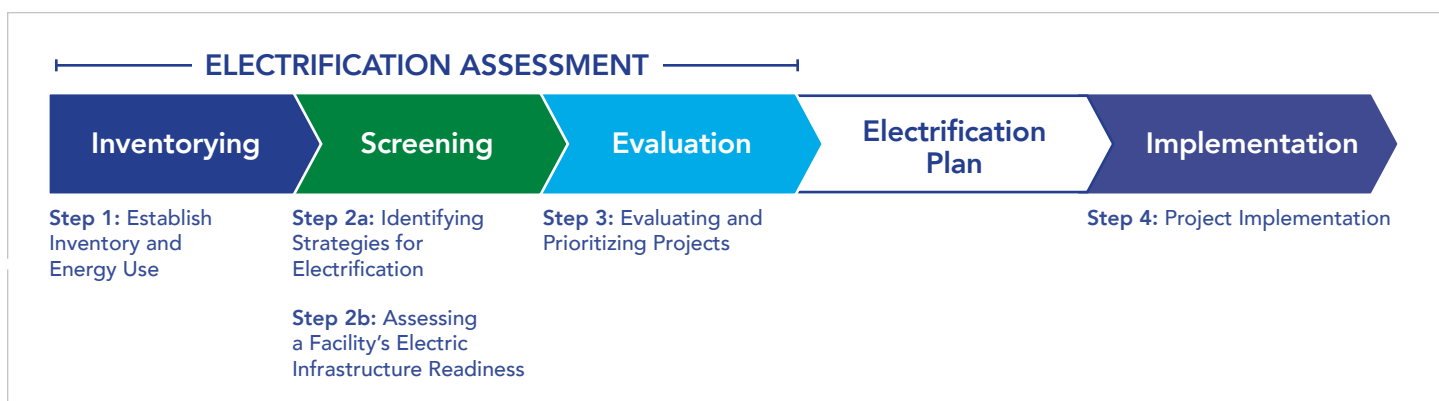 ELECTRIFICATION ASSESSMENT
Inventorying
Screening
Evaluation
Electrification
Plan
Implementation
Step 1: Establish
Inventory and
Energy Use
Step 2a: Identifying
Strategies for
Electrification
Step 2b: Assessing
a Facility's Electric
Infrastructure Readiness
Step 3: Evaluating and
Prioritizing Projects
Step 4: Project Implementation